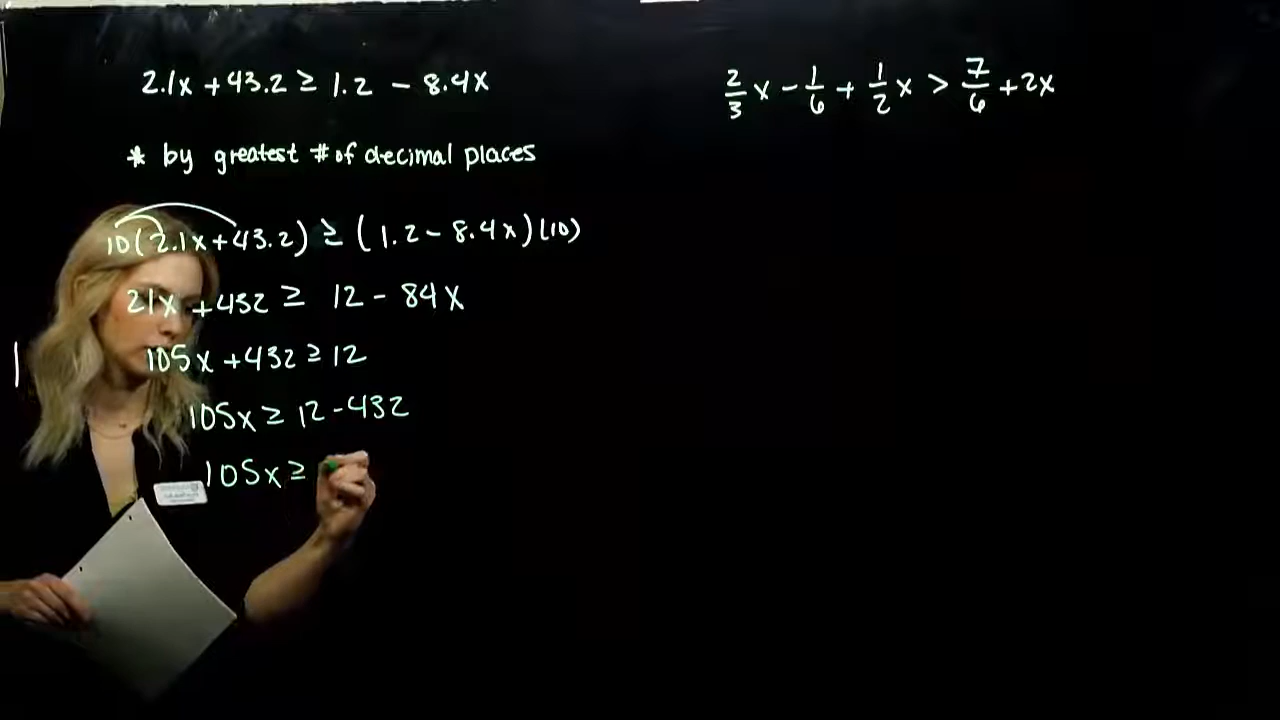 2.1x + 43.2 ≥ 1.2 - 8.4x
* by greatest # of decimal places
10(2.1x + 43.2) ≥ (1.2 - 8.4x)(10)
21x + 432 ≥ 12 - 84x
105x + 432 ≥ 12
105x ≥ 12 - 432
105x ≥
2/3 x - 1/6 + 1/2 x > 7/6 + 2x